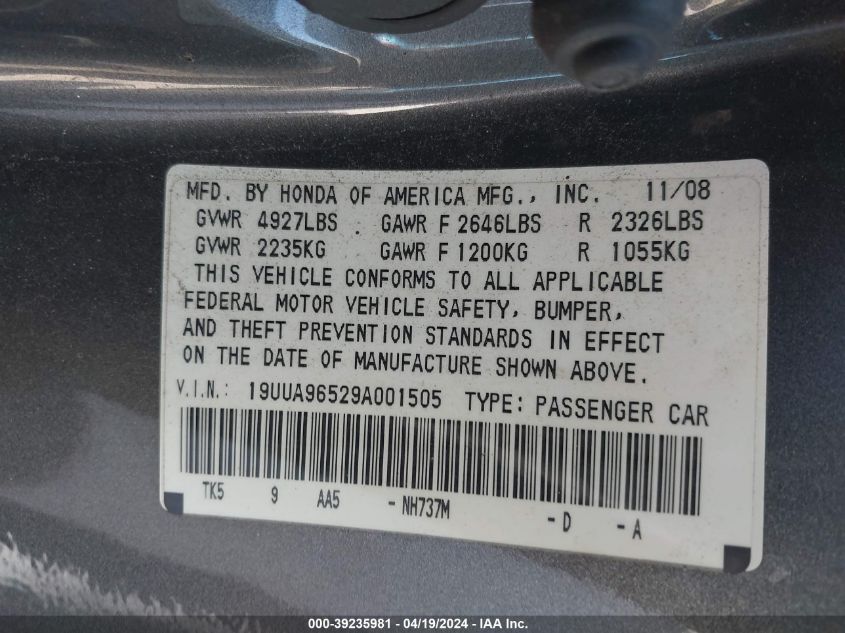 MFD. BY HONDA OF AMERICA MFG., INC. 11/08
GVWR 4927LBS GAWR F 2646LBS R 2326LBS
GVWR 2235KG GAWR F 1200KG R 1055KG
THIS VEHICLE CONFORMS TO ALL APPLICABLE
FEDERAL MOTOR VEHICLE SAFETY, BUMPER,
AND THEFT PREVENTION STANDARDS IN EFFECT
ON THE DATE OF MANUFACTURE SHOWN ABOVE.
V.I.N.: 19UUA96529A001505 TYPE: PASSENGER CAR
TK5 9 AA5 -NH737M -D -A
000-39235981 - 04/19/2024 - IAA Inc.